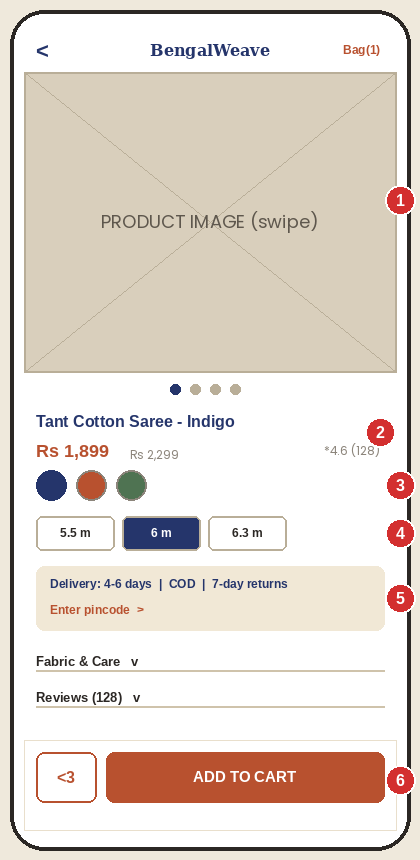 < BengalWeave Bag(1)
PRODUCT IMAGE (swipe)
1
Tant Cotton Saree - Indigo
2
Rs 1,899 Rs 2,299 *4.6 (128)
3
5.5 m 6 m 6.3 m 4
Delivery: 4-6 days | COD | 7-day returns
5
Enter pincode >
Fabric & Care v
Reviews (128) v
<3 ADD TO CART 6